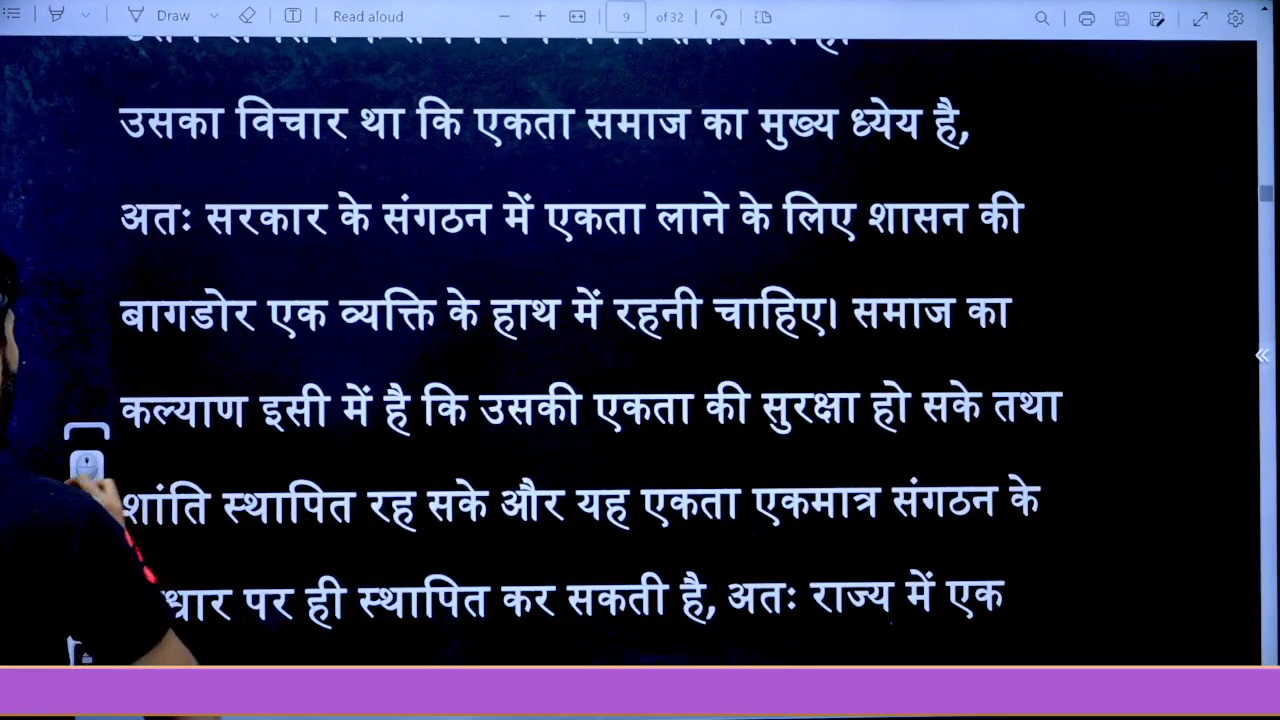 Draw
Read aloud
9 of 32
उसका विचार था कि एकता समाज का मुख्य ध्येय है,
अतः सरकार के संगठन में एकता लाने के लिए शासन की
बागडोर एक व्यक्ति के हाथ में रहनी चाहिए। समाज का
कल्याण इसी में है कि उसकी एकता की सुरक्षा हो सके तथा
शांति स्थापित रह सके और यह एकता एकमात्र संगठन के
पर ही स्थापित कर सकती है, अतः राज्य में एक